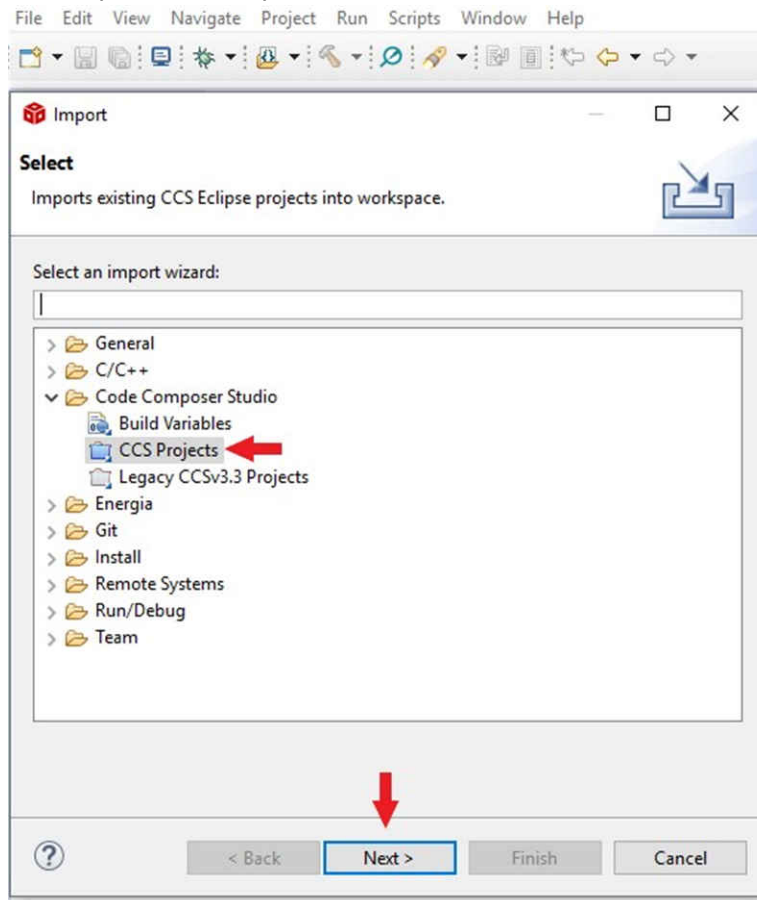 File Edit View Navigate Project Run Scripts Window Help
Import
Select
Imports existing CCS Eclipse projects into workspace.
Select an import wizard:
General
C/C++
Code Composer Studio
Build Variables
CCS Projects
Legacy CCSv3.3 Projects
Energia
Git
Install
Remote Systems
Run/Debug
Team
? < Back Next > Finish Cancel